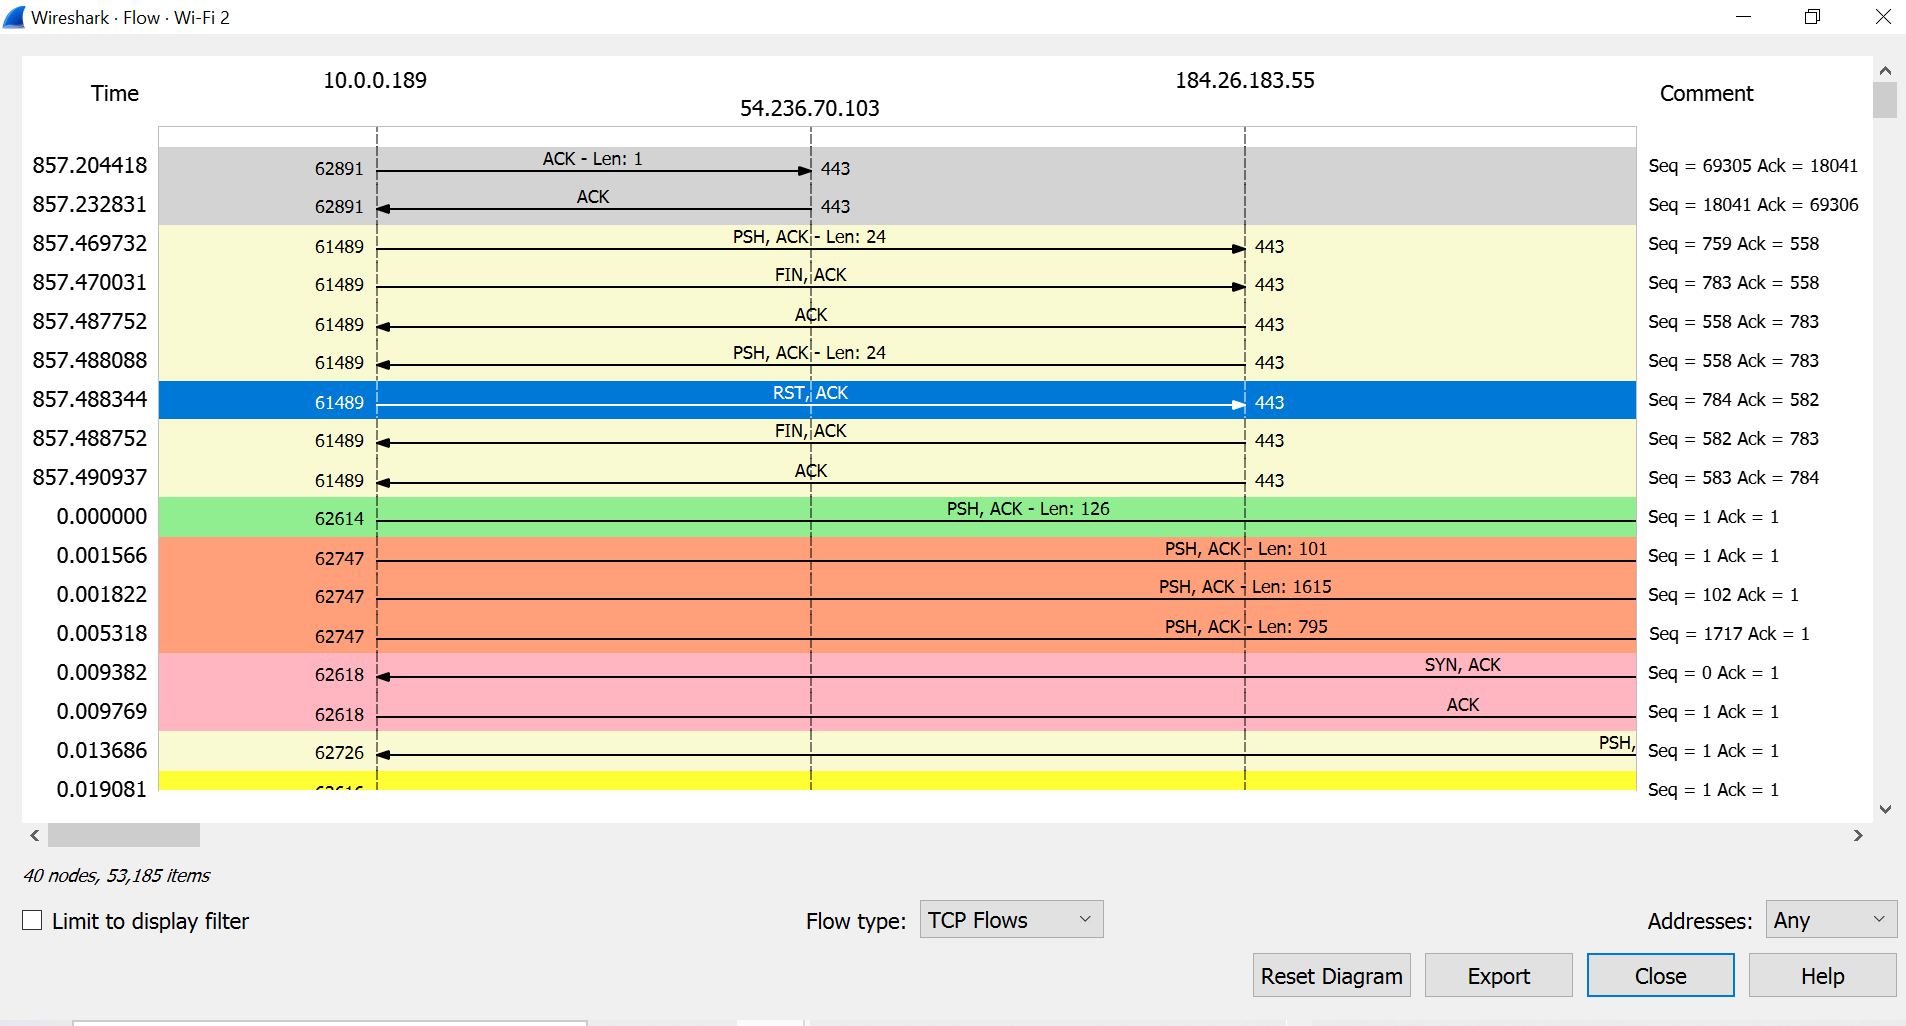 Wireshark · Flow · Wi-Fi 2
Time 10.0.0.189 54.236.70.103 184.26.183.55 Comment
857.204418 62891 ACK - Len: 1 443 Seq = 69305 Ack = 18041
857.232831 62891 ACK 443 Seq = 18041 Ack = 69306
857.469732 61489 PSH, ACK - Len: 24 443 Seq = 759 Ack = 558
857.470031 61489 FIN, ACK 443 Seq = 783 Ack = 558
857.487752 61489 ACK 443 Seq = 558 Ack = 783
857.488088 61489 PSH, ACK - Len: 24 443 Seq = 558 Ack = 783
857.488344 61489 RST, ACK 443 Seq = 784 Ack = 582
857.488752 61489 FIN, ACK 443 Seq = 582 Ack = 783
857.490937 61489 ACK 443 Seq = 583 Ack = 784
0.000000 62614 PSH, ACK - Len: 126 Seq = 1 Ack = 1
0.001566 62747 PSH, ACK - Len: 101 Seq = 1 Ack = 1
0.001822 62747 PSH, ACK - Len: 1615 Seq = 102 Ack = 1
0.005318 62747 PSH, ACK - Len: 795 Seq = 1717 Ack = 1
0.009382 62618 SYN, ACK Seq = 0 Ack = 1
0.009769 62618 ACK Seq = 1 Ack = 1
0.013686 62726 PSH, Seq = 1 Ack = 1
0.019081 Seq = 1 Ack = 1
40 nodes, 53,185 items
Limit to display filter Flow type: TCP Flows Addresses: Any
Reset Diagram Export Close Help